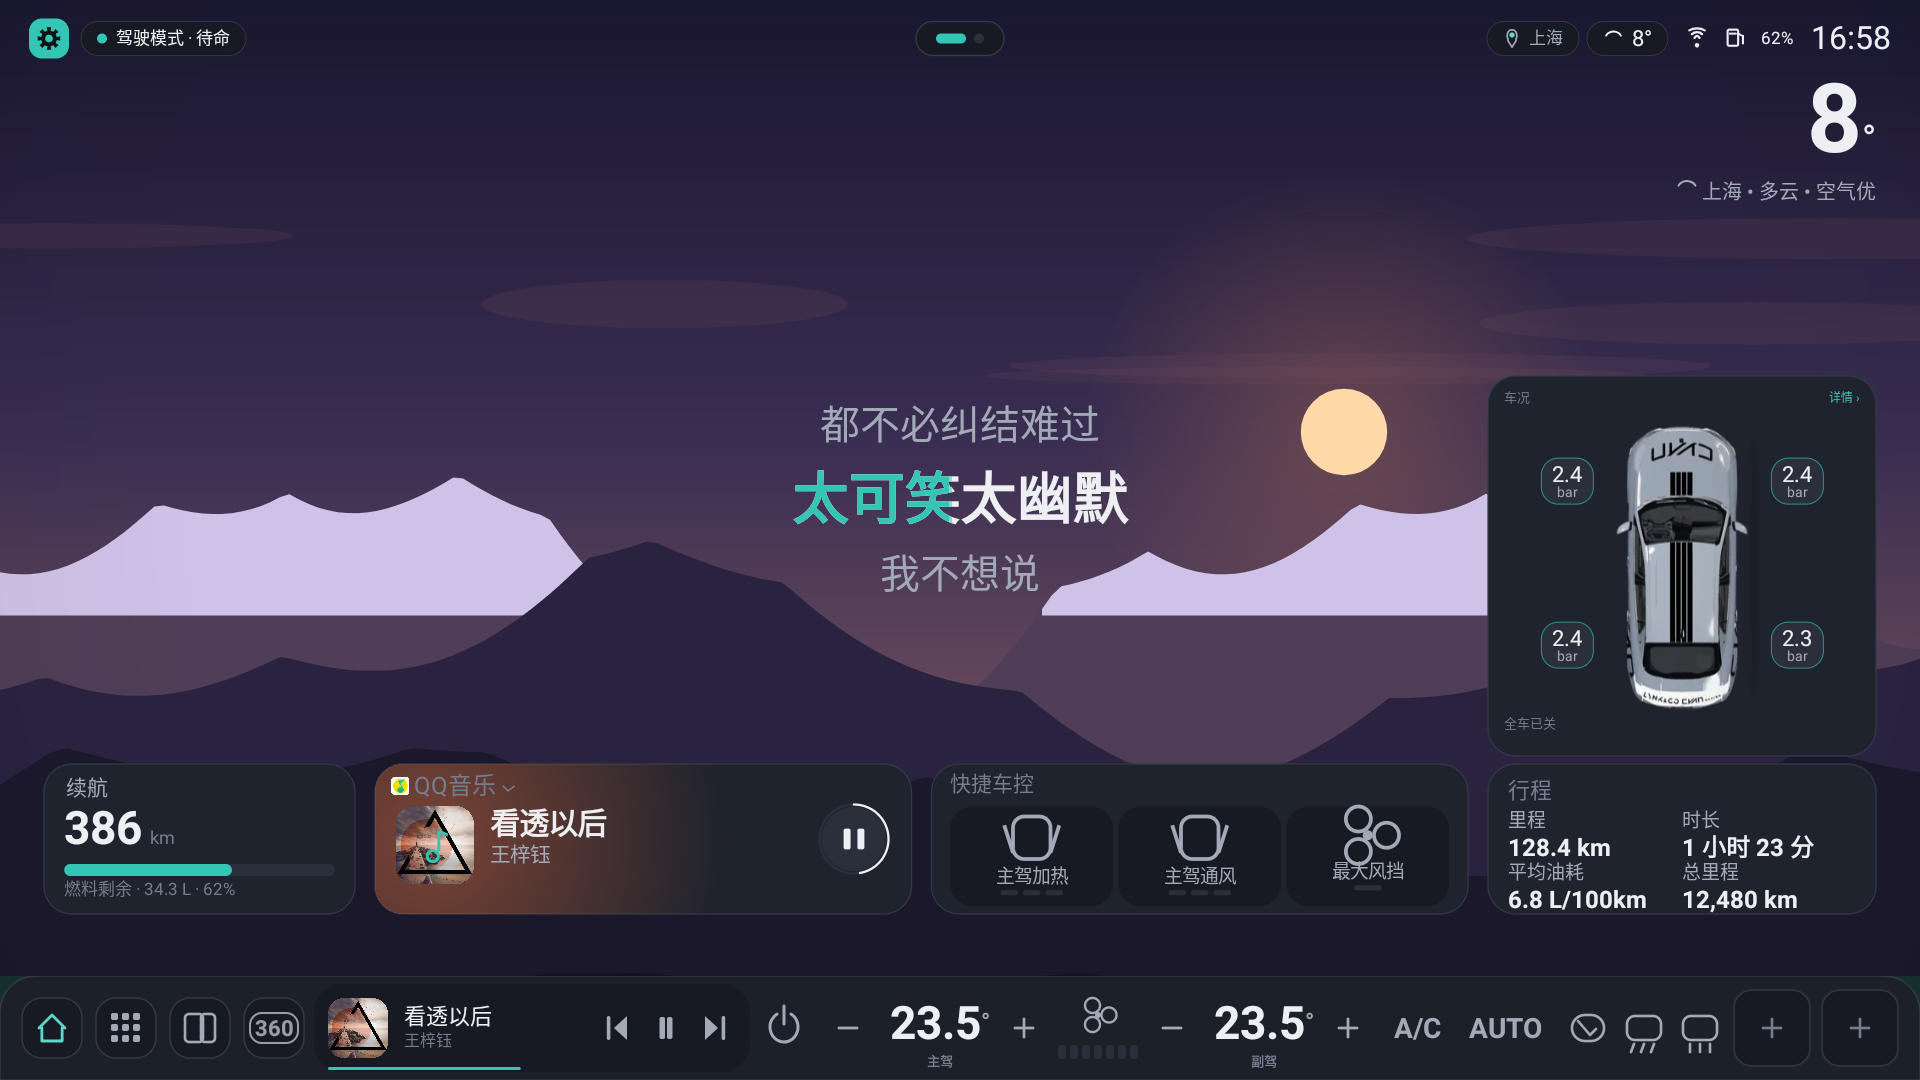 驾驶模式 · 待命
上海
8°
62%
16:58
8°
上海 • 多云 • 空气优
都不必纠结难过
太可笑太幽默
我不想说
车况
详情 ›
2.4
bar
2.4
bar
2.4
bar
2.3
bar
全车已关
续航
386 km
燃料剩余 · 34.3 L · 62%
QQ音乐
看透以后
王梓钰
快捷车控
主驾加热
主驾通风
最大风挡
行程
里程
128.4 km
时长
1 小时 23 分
平均油耗
6.8 L/100km
总里程
12,480 km
360
看透以后
王梓钰
23.5°
主驾
23.5°
副驾
A/C
AUTO